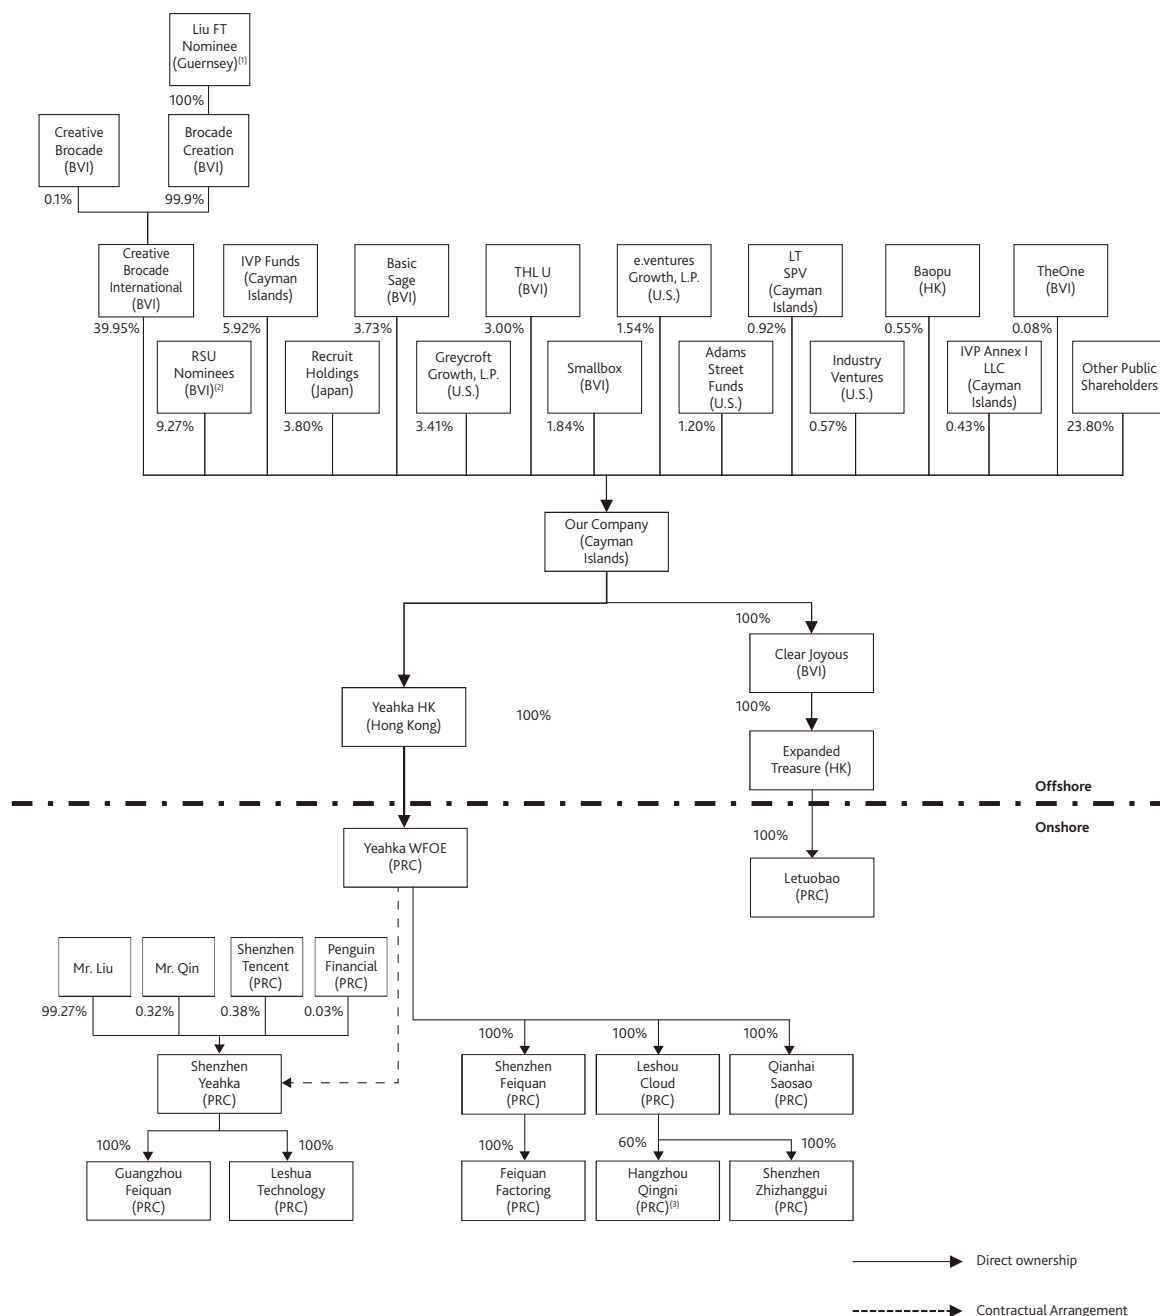 Liu FT
Nominee
(Guernsey)(1)
100%
Creative
Brocade
(BVI)
Brocade
Creation
(BVI)
0.1%
99.9%
Creative
Brocade
International
(BVI)
IVP Funds
(Cayman
Islands)
Basic
Sage
(BVI)
THL U
(BVI)
e.ventures
Growth, L.P.
(U.S.)
LT
SPV
(Cayman
Islands)
Baopu
(HK)
TheOne
(BVI)
39.95%
5.92%
3.73%
3.00%
1.54%
0.92%
0.55%
0.08%
RSU
Nominees
(BVI)(2)
Recruit
Holdings
(Japan)
Greycroft
Growth, L.P.
(U.S.)
Smallbox
(BVI)
Adams
Street
Funds
(U.S.)
Industry
Ventures
(U.S.)
IVP Annex I
LLC
(Cayman
Islands)
Other Public
Shareholders
9.27%
3.80%
3.41%
1.84%
1.20%
0.57%
0.43%
23.80%
Our Company
(Cayman
Islands)
100%
Clear Joyous
(BVI)
Yeahka HK
(Hong Kong)
100%
100%
Expanded
Treasure (HK)
Offshore
Onshore
Yeahka WFOE
(PRC)
100%
Letuobao
(PRC)
Mr. Liu
Mr. Qin
Shenzhen
Tencent
(PRC)
Penguin
Financial
(PRC)
99.27%
0.32%
0.38%
0.03%
100%
100%
100%
Shenzhen
Yeahka
(PRC)
Shenzhen
Feiquan
(PRC)
Leshou
Cloud
(PRC)
Qianhai
Saosao
(PRC)
100%
100%
100%
60%
100%
Guangzhou
Feiquan
(PRC)
Leshua
Technology
(PRC)
Feiquan
Factoring
(PRC)
Hangzhou
Qingni
(PRC)(3)
Shenzhen
Zhizhanggui
(PRC)
Direct ownership
Contractual Arrangement